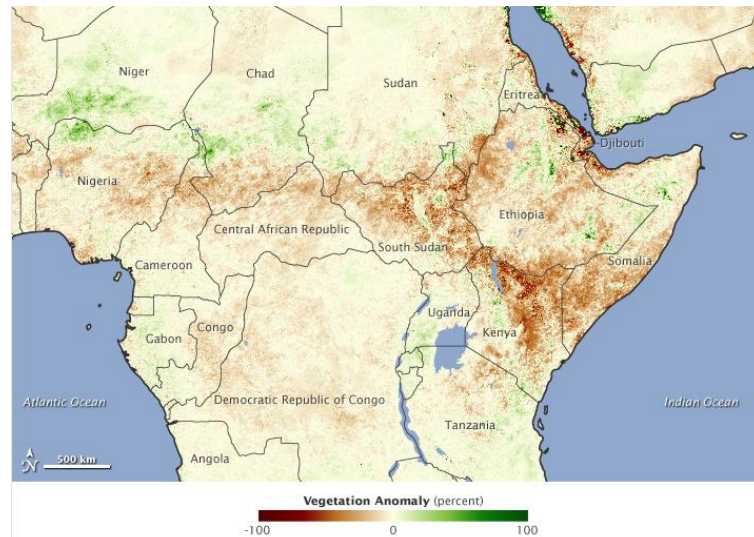 Niger
Chad
Sudan
Eritrea
Djibouti
Nigeria
Ethiopia
Central African Republic
South Sudan
Somalia
Cameroon
Uganda
Kenya
Gabon
Congo
Atlantic Ocean
Democratic Republic of Congo
Indian Ocean
Tanzania
N
500 km
Angola
Vegetation Anomaly (percent)
-100 0 100